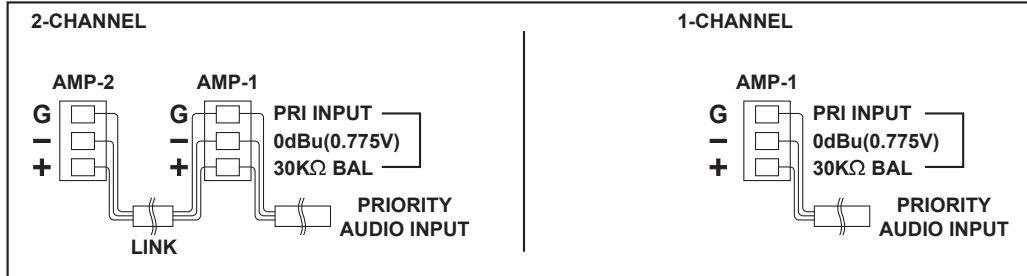 2-CHANNEL
AMP-2
AMP-1
G
G
PRI INPUT
−
−
0dBu(0.775V)
+
+
30KΩ BAL
PRIORITY
AUDIO INPUT
LINK
1-CHANNEL
AMP-1
G
PRI INPUT
−
0dBu(0.775V)
+
30KΩ BAL
PRIORITY
AUDIO INPUT